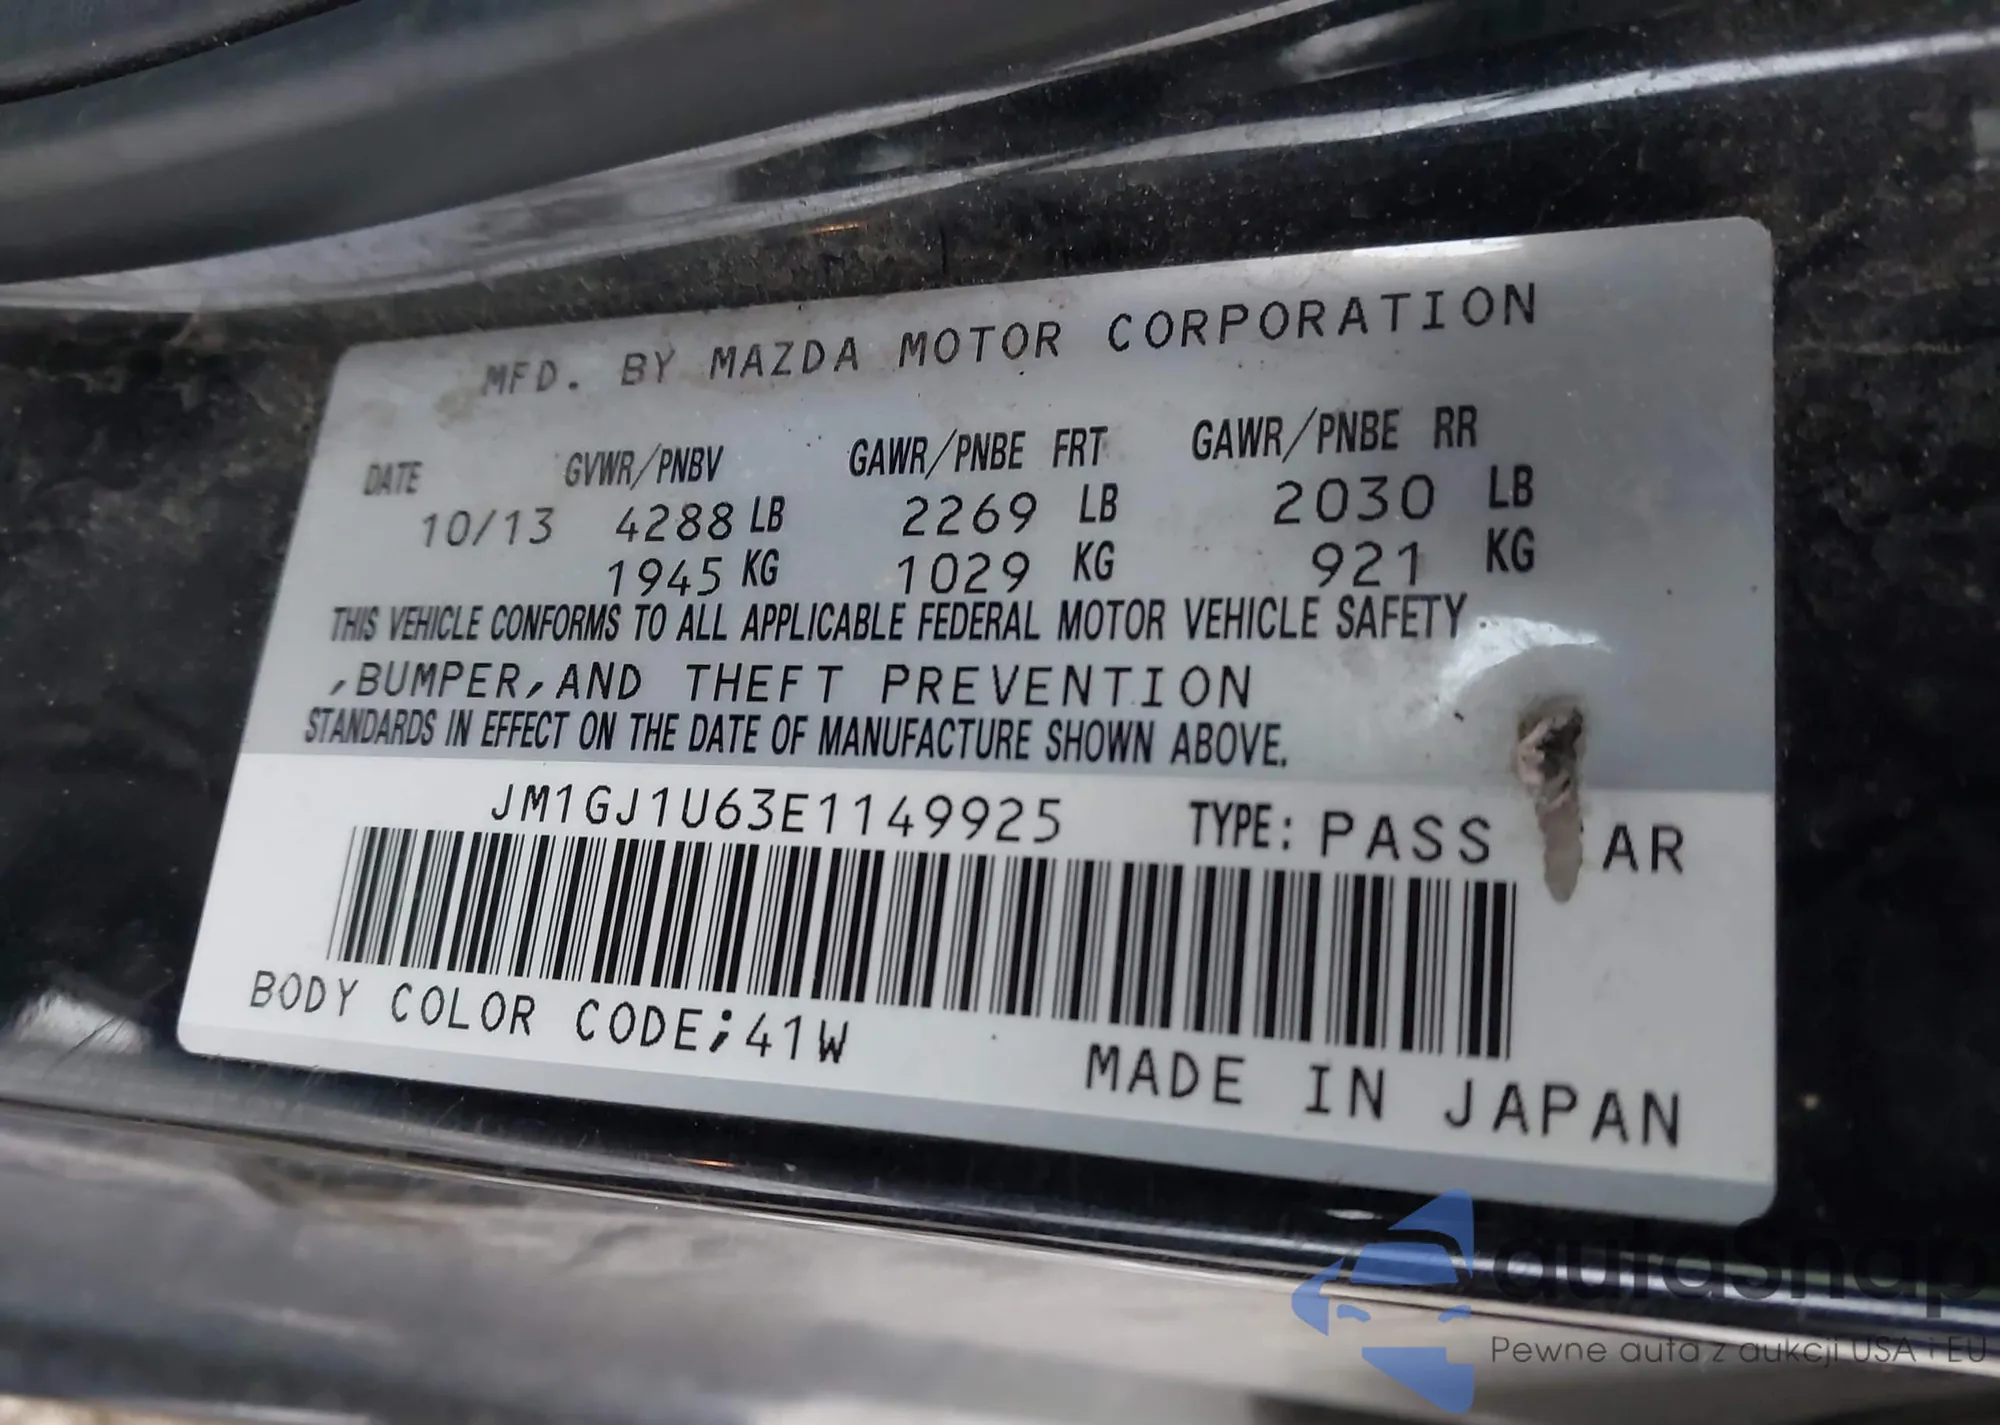 MFD. BY MAZDA MOTOR CORPORATION
DATE GVWR/PNBV GAWR/PNBE FRT GAWR/PNBE RR
10/13 4288 LB 2269 LB 2030 LB
1945 KG 1029 KG 921 KG
THIS VEHICLE CONFORMS TO ALL APPLICABLE FEDERAL MOTOR VEHICLE SAFETY
,BUMPER,AND THEFT PREVENTION
STANDARDS IN EFFECT ON THE DATE OF MANUFACTURE SHOWN ABOVE.
JM1GJ1U63E1149925 TYPE: PASS AR
BODY COLOR CODE;41W
MADE IN JAPAN
autaSnap
Pewne auta z aukcji USA i EU